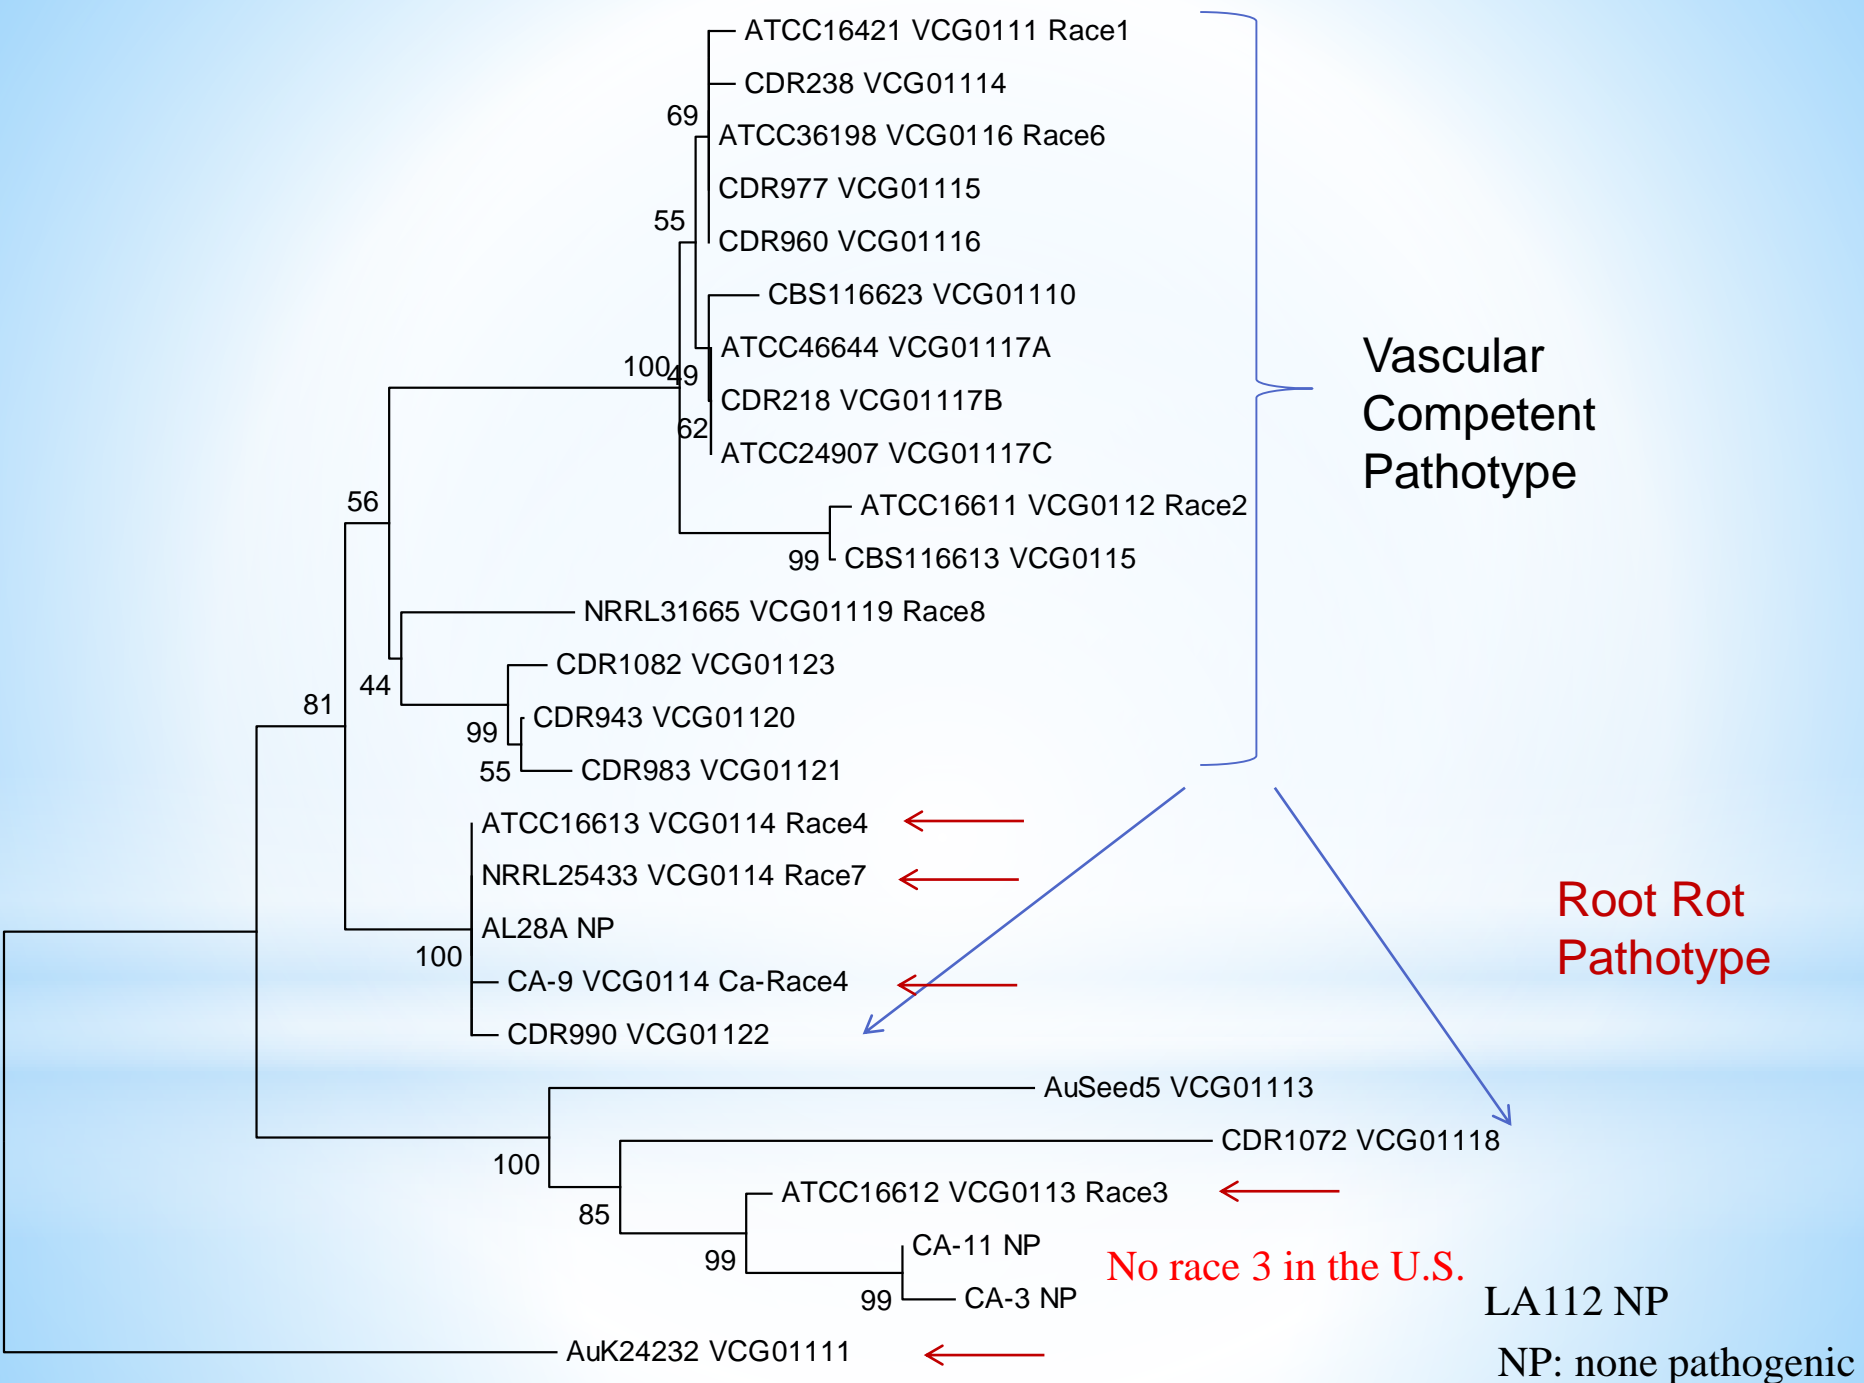 ATCC16421 VCG0111 Race1
CDR238 VCG01114
69
ATCC36198 VCG0116 Race6
CDR977 VCG01115
55
CDR960 VCG01116
CBS116623 VCG01110
ATCC46644 VCG01117A
100
49
CDR218 VCG01117B
62
ATCC24907 VCG01117C
Vascular
Competent
Pathotype
56
ATCC16611 VCG0112 Race2
99
CBS116613 VCG0115
NRRL31665 VCG01119 Race8
CDR1082 VCG01123
44
81
CDR943 VCG01120
99
55
CDR983 VCG01121
ATCC16613 VCG0114 Race4
NRRL25433 VCG0114 Race7
Root Rot
Pathotype
AL28A NP
100
CA-9 VCG0114 Ca-Race4
CDR990 VCG01122
AuSeed5 VCG01113
CDR1072 VCG01118
100
ATCC16612 VCG0113 Race3
85
CA-11 NP
99
No race 3 in the U.S.
99
CA-3 NP
LA112 NP
AuK24232 VCG01111
NP: none pathogenic